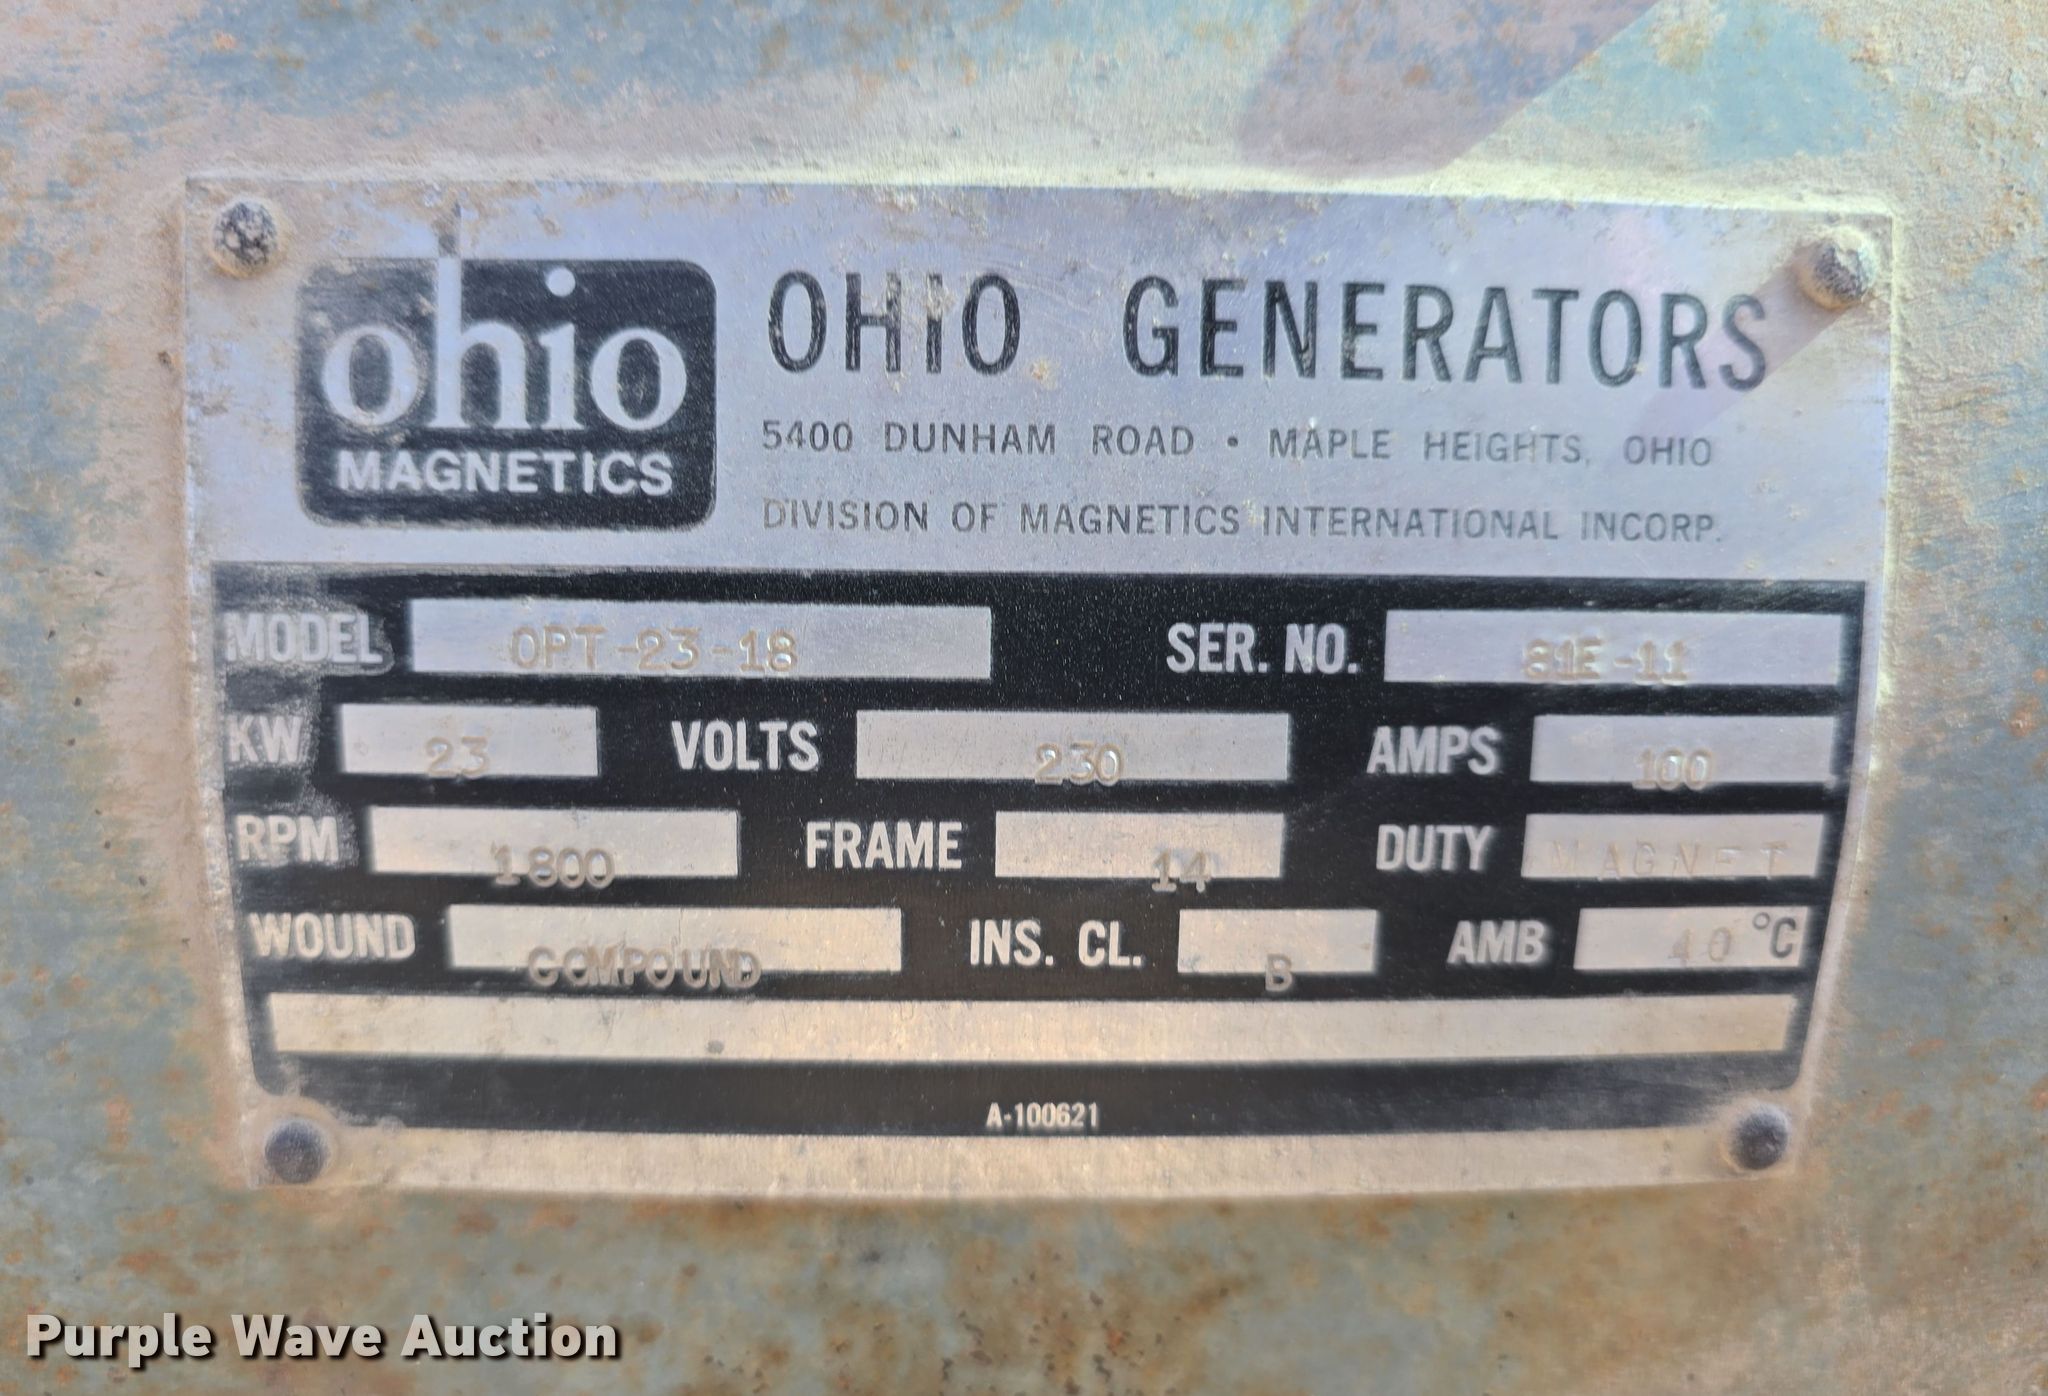 ohio
MAGNETICS
OHIO GENERATORS
5400 DUNHAM ROAD • MAPLE HEIGHTS, OHIO
DIVISION OF MAGNETICS INTERNATIONAL INCORP.
MODEL OPT-23-18 SER. NO. 81E-11
KW 23 VOLTS 230 AMPS 100
RPM 1800 FRAME 14 DUTY MAGNET
WOUND COMPOUND INS. CL. B AMB 40 °C
A-100621
Purple Wave Auction